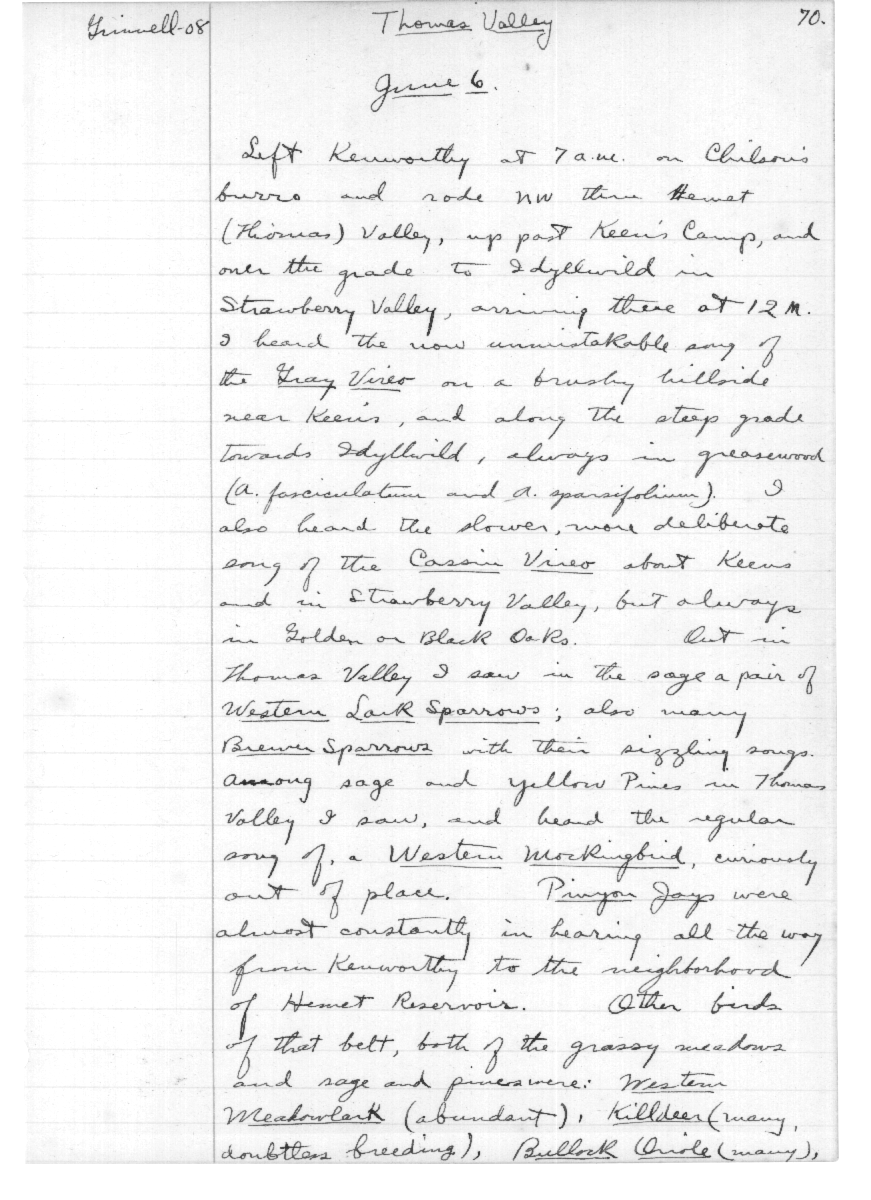 Grinnell-08
Thomas Valley
70.
June 6.
Left Kenworthy at 7 a.m. on Chilson's
burro and rode NW thru Hemet
(Thomas) Valley, up past Keen's Camp, and
over the grade to Idyllwild in
Strawberry Valley, arriving there at 12 M.
I heard the now unmistakable song of
the Gray Vireo on a brushy hillside
near Keen's, and along the steep grade
towards Idyllwild, always in greasewood
(A. fasciculatum and A. sparsifolium). I
also heard the slower, more deliberate
song of the Cassin Vireo about Keens
and in Strawberry Valley, but always
in Golden or Black Oaks. Out in
Thomas Valley I saw in the sage a pair of
Western Lark Sparrows; also many
Brewer Sparrows with their sizzling songs.
Among sage and Yellow Pines in Thomas
Valley I saw, and heard the regular
song of, a Western Mockingbird, curiously
out of place. Pinyon Jays were
almost constantly in hearing all the way
from Kenworthy to the neighborhood
of Hemet Reservoir. Other birds
of that belt, both of the grassy meadows
and sage and pines were: Western
Meadowlark (abundant), Killdeer (many,
doubtless breeding), Bullock Oriole (many),